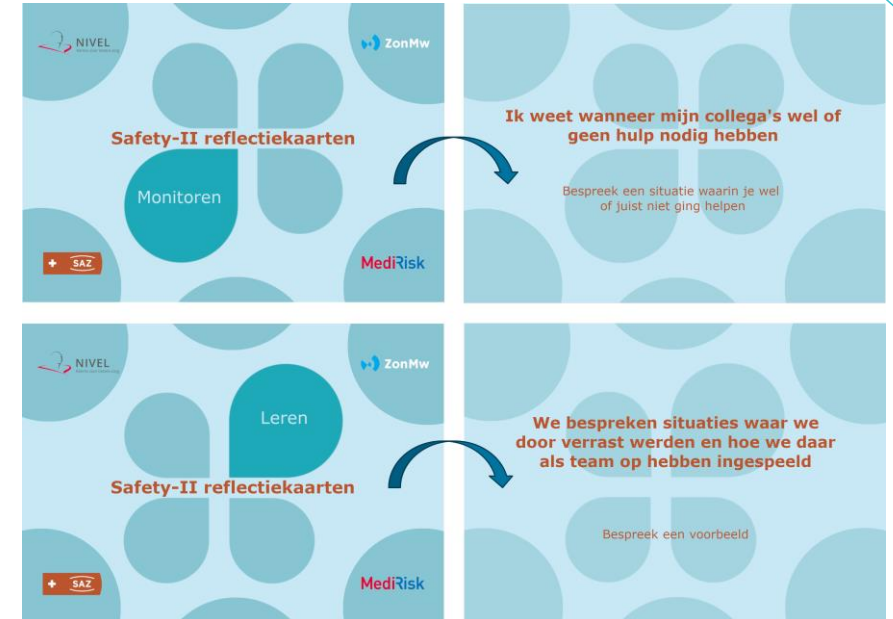 NIVEL
ZonMw
Safety-II reflectiekaarten
Monitoren
SAZ
MediRisk
Ik weet wanneer mijn collega's wel of
geen hulp nodig hebben
Bespreek een situatie waarin je wel
of juist niet ging helpen
NIVEL
ZonMw
Leren
Safety-II reflectiekaarten
SAZ
MediRisk
We bespreken situaties waar we
door verrast werden en hoe we daar
als team op hebben ingespeeld
Bespreek een voorbeeld